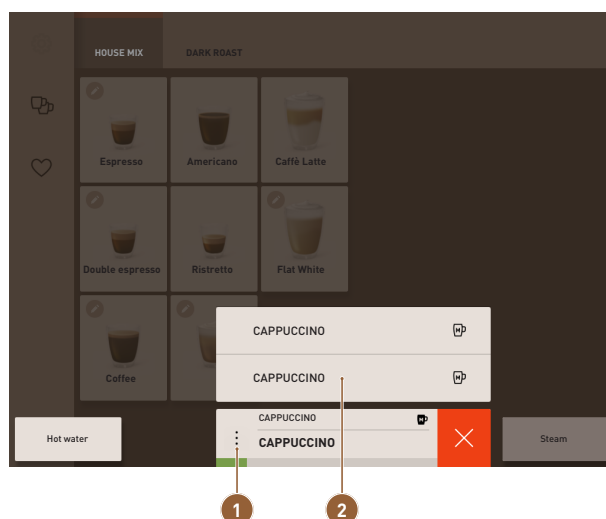 HOUSE MIX
DARK ROAST
Espresso
Americano
Caffè Latte
Double espresso
Ristretto
Flat White
Coffee
CAPPUCCINO
M
CAPPUCCINO
M
CAPPUCCINO
M
CAPPUCCINO
Hot water
Steam
1
2